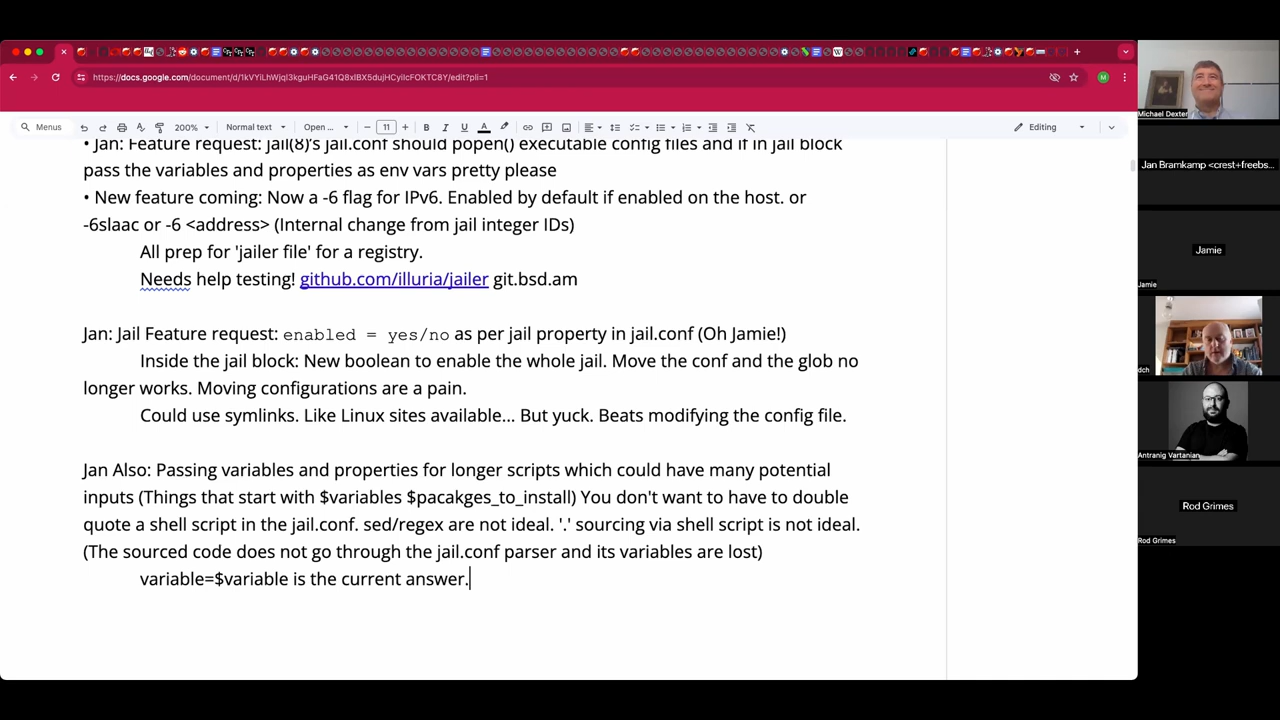 https://docs.google.com/document/d/1kVYiLhWjqI3kguHFaG41Q8xIBX5dujHCyiIcFOKTC8Y/edit?pli=1
M
Menus
200%
Normal text
Open ...
11
Editing
• Jan: Feature request: jail(8)'s jail.conf should popen() executable config files and if in jail block
pass the variables and properties as env vars pretty please
• New feature coming: Now a -6 flag for IPv6. Enabled by default if enabled on the host. or
-6slaac or -6 <address> (Internal change from jail integer IDs)
All prep for 'jailer file' for a registry.
Needs help testing! github.com/illuria/jailer git.bsd.am
Jan: Jail Feature request: enabled = yes/no as per jail property in jail.conf (Oh Jamie!)
Inside the jail block: New boolean to enable the whole jail. Move the conf and the glob no
longer works. Moving configurations are a pain.
Could use symlinks. Like Linux sites available... But yuck. Beats modifying the config file.
Jan Also: Passing variables and properties for longer scripts which could have many potential
inputs (Things that start with $variables $pacakges_to_install) You don't want to have to double
quote a shell script in the jail.conf. sed/regex are not ideal. '.' sourcing via shell script is not ideal.
(The sourced code does not go through the jail.conf parser and its variables are lost)
variable=$variable is the current answer.
Michael Dexter
Jan Bramkamp <crest+freebs...
Jamie
Jamie
dch
Antranig Vartanian
Rod Grimes
Rod Grimes